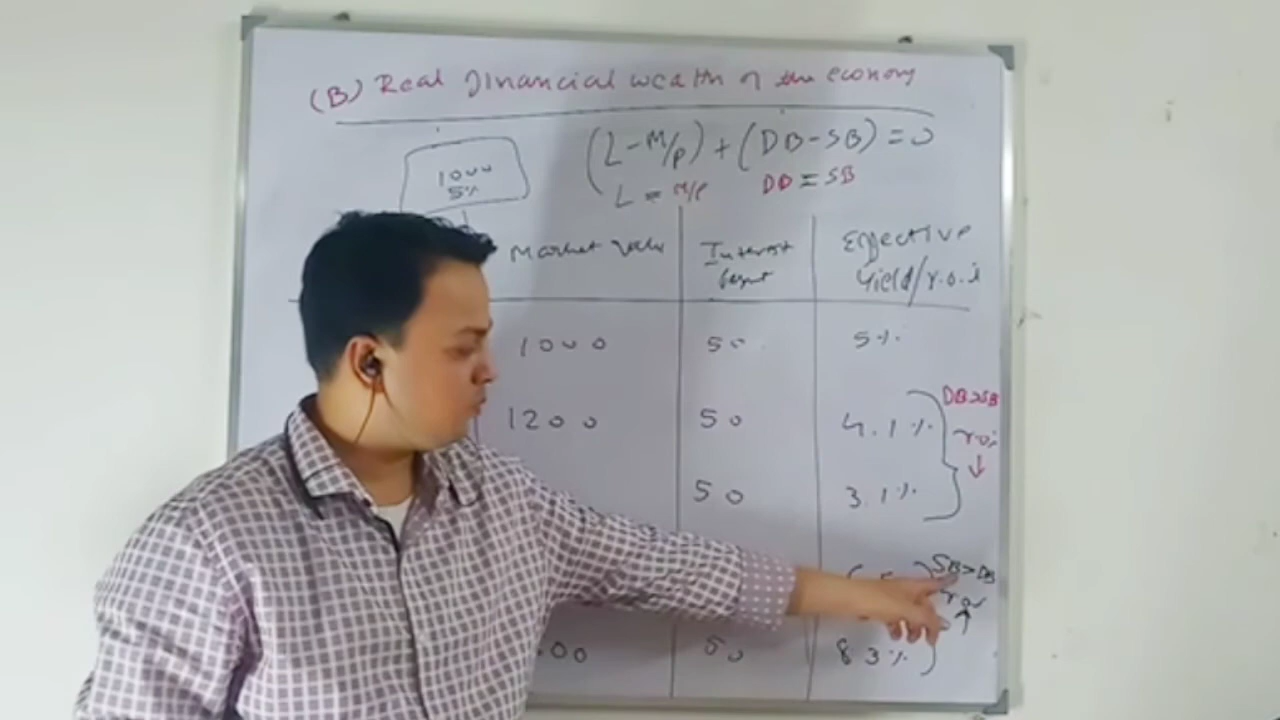 (B) Real financial wealth of the economy
(L-M/P) + (DB-SB) = 0
1000
5%
L = M/P DB = SB
Market Value Interest Effective
Yield/r.o.i
1000 50 5%
1200 50 4.1% DB>SB
r.o.i ↓
50 3.1%
SB>DB
r.o.i ↑
00 50 8.3%